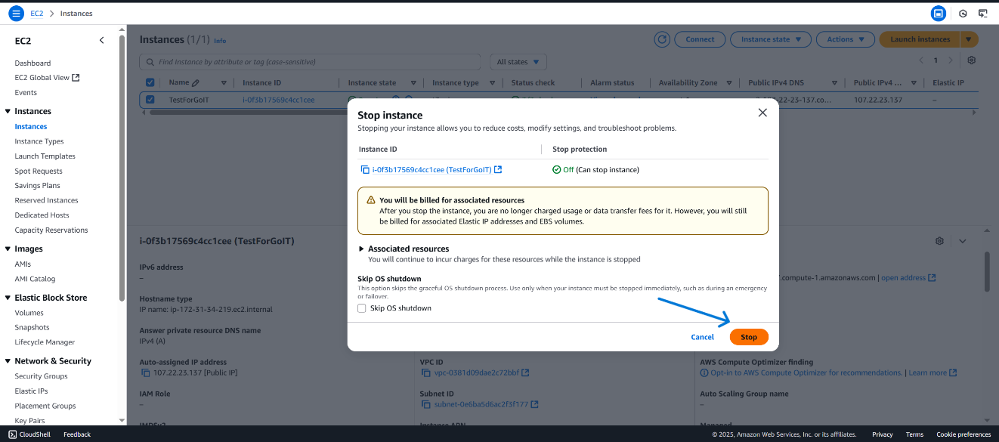 EC2 > Instances
EC2
Dashboard
EC2 Global View
Events
Instances
Instances
Instance Types
Launch Templates
Spot Requests
Savings Plans
Reserved Instances
Dedicated Hosts
Capacity Reservations
Images
AMIs
AMI Catalog
Elastic Block Store
Volumes
Snapshots
Lifecycle Manager
Network & Security
Security Groups
Elastic IPs
Placement Groups
Key Pairs
Instances (1/1) Info
Connect
Instance state
Actions
Launch instances
Find Instance by attribute or tag (case-sensitive)
All states
1
Name Instance ID Instance state Instance type Status check Alarm status Availability Zone Public IPv4 DNS Public IPv4 ... Elastic IP
TestForGoIT i-0f3b17569c4cc1cee 107.22.23.137 –
Stop instance
Stopping your instance allows you to reduce costs, modify settings, and troubleshoot problems.
Instance ID Stop protection
i-0f3b17569c4cc1cee (TestForGoIT) Off (Can stop instance)
You will be billed for associated resources
After you stop the instance, you are no longer charged usage or data transfer fees for it. However, you will still
be billed for associated Elastic IP addresses and EBS volumes.
Associated resources
You will continue to incur charges for these resources while the instance is stopped
Skip OS shutdown
This option skips the graceful OS shutdown process. Use only when your instance must be stopped immediately, such as during an emergency
or failover.
Skip OS shutdown
Cancel Stop
i-0f3b17569c4cc1cee (TestForGoIT)
IPv6 address
–
Hostname type
IP name: ip-172-31-34-219.ec2.internal
Answer private resource DNS name
IPv4 (A)
Auto-assigned IP address
107.22.23.137 [Public IP]
IAM Role
–
.compute-1.amazonaws.com | open address
VPC ID
vpc-0381d09dae2c72bbf
Subnet ID
subnet-0e6ba5d6ac2f3f177
AWS Compute Optimizer finding
Opt-in to AWS Compute Optimizer for recommendations. | Learn more
Auto Scaling Group name
–
Managed
CloudShell Feedback
© 2025, Amazon Web Services, Inc. or its affiliates. Privacy Terms Cookie preferences